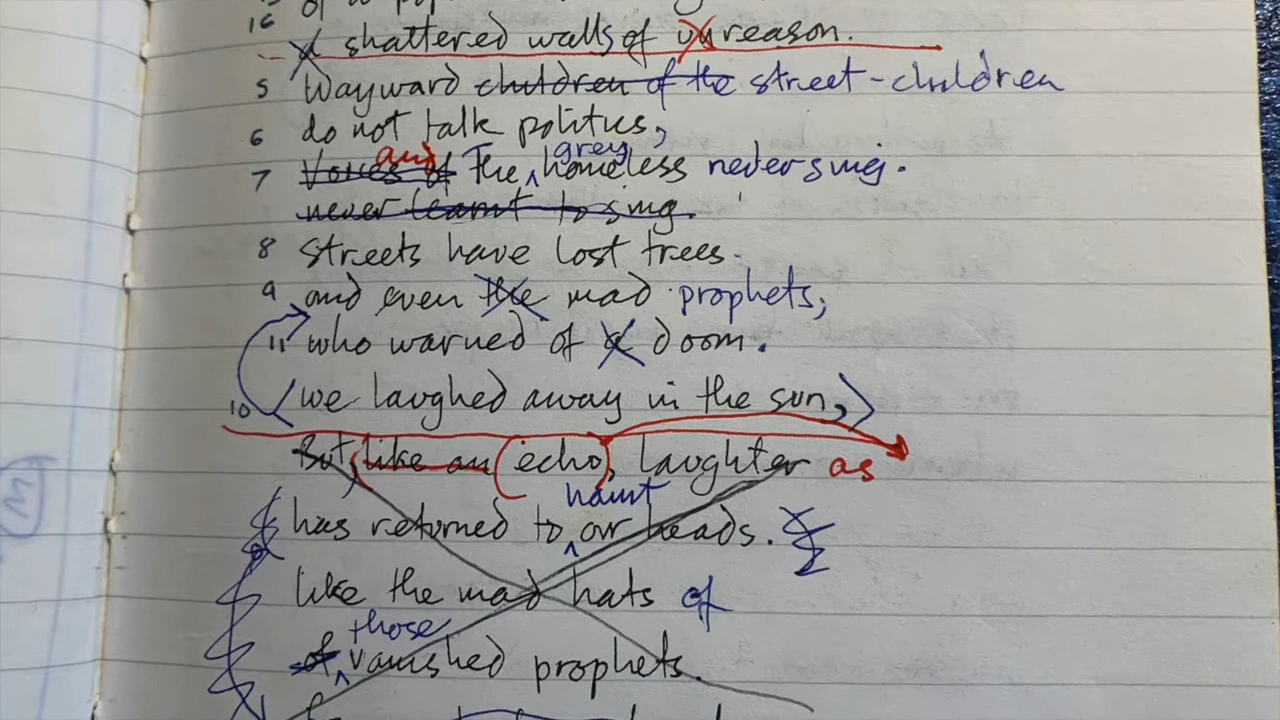 16
shattered walls of unreason.
5 Wayward children of the street-children
6 do not talk politics,
and grey
7 Voices of The homeless never sing.
never learnt to sing.
8 Streets have lost trees.
9 and even the mad prophets,
11 who warned of a doom.
10 (we laughed away in the sun,)
But, like an (echo), laughter as
haunt
has returned to our heads.
like the mad hats of
those
of vanished prophets.